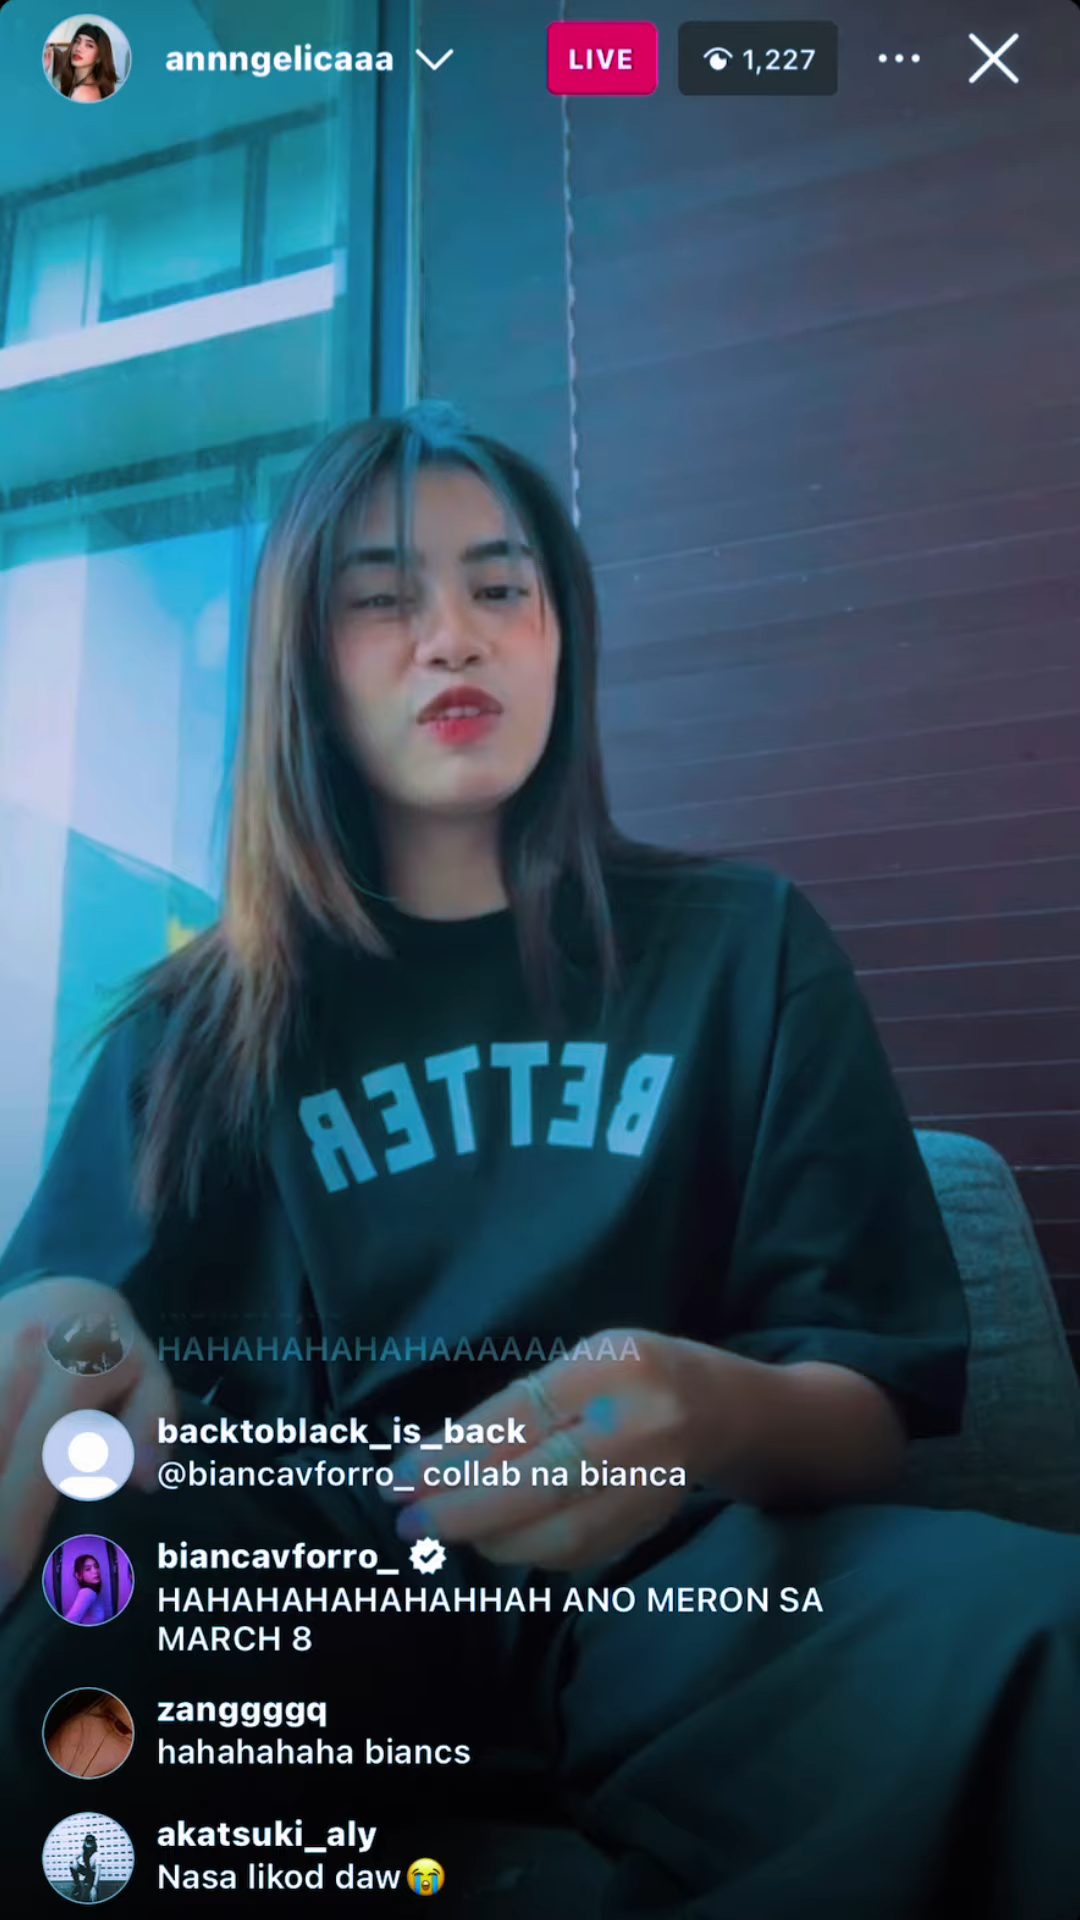 annngelicaaa
LIVE
1,227
BETTER
HAHAHAHAHAHAAAAAAAAA
backtoblack_is_back
@biancavforro_ collab na bianca
biancavforro_
HAHAHAHAHAHAHHAH ANO MERON SA
MARCH 8
zanggggq
hahahahaha biancs
akatsuki_aly
Nasa likod daw😭